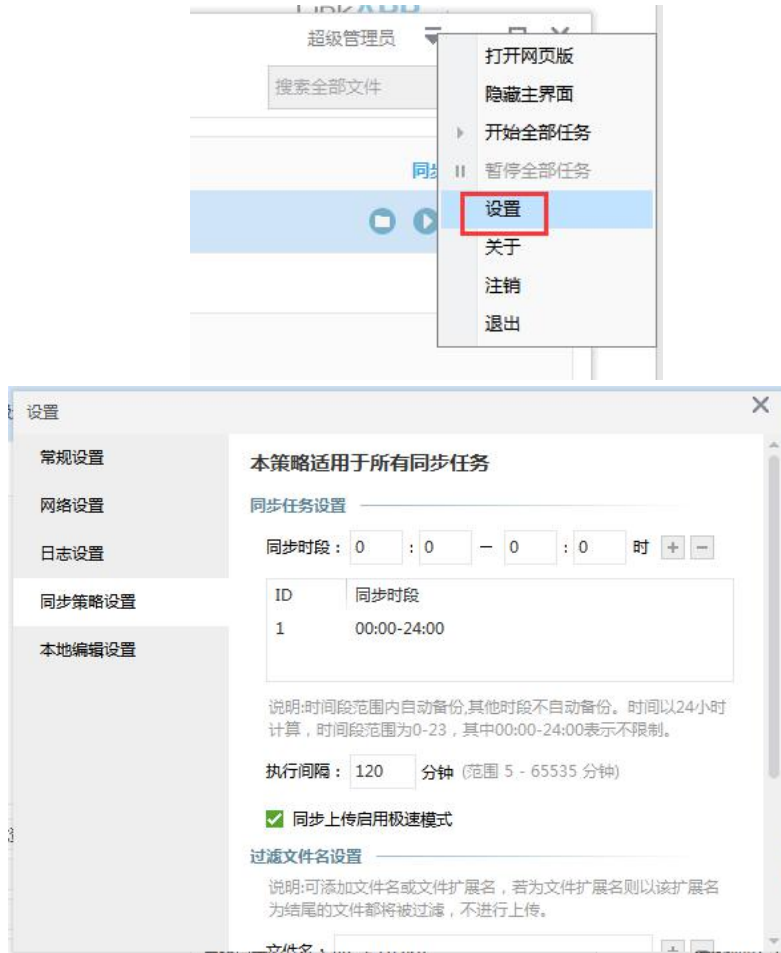 超级管理员
打开网页版
搜索全部文件
隐藏主界面
开始全部任务
同步
暂停全部任务
设置
关于
注销
退出
设置
常规设置
网络设置
日志设置
同步策略设置
本地编辑设置
本策略适用于所有同步任务
同步任务设置
同步时段： 0 : 0 — 0 : 0 时 + －
ID 同步时段
1 00:00-24:00
说明:时间段范围内自动备份,其他时段不自动备份。时间以24小时
计算，时间段范围为0-23，其中00:00-24:00表示不限制。
执行间隔： 120 分钟 (范围 5 - 65535 分钟)
同步上传启用极速模式
过滤文件名设置
说明:可添加文件名或文件扩展名，若为文件扩展名则以该扩展名
为结尾的文件都将被过滤，不进行上传。
文件名：